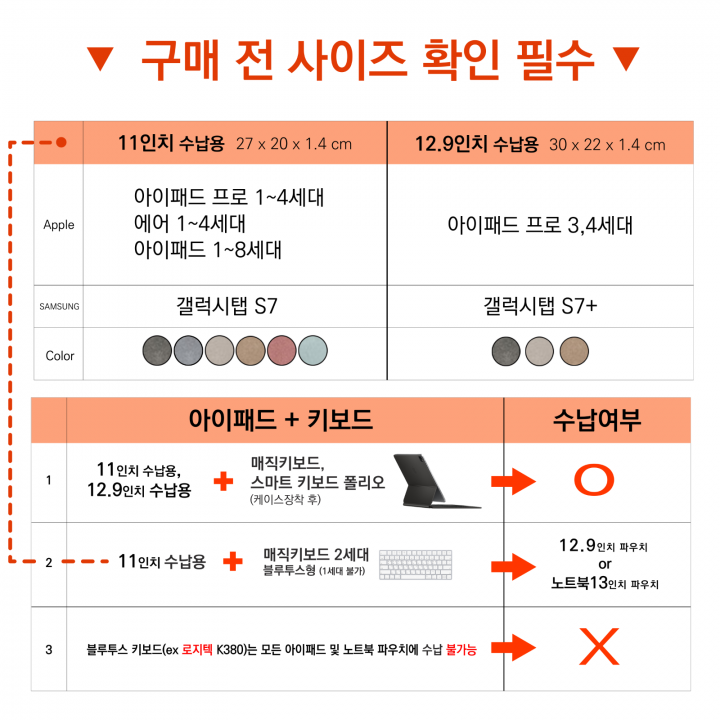 ▼ 구매 전 사이즈 확인 필수 ▼
11인치 수납용 27 x 20 x 1.4 cm
12.9인치 수납용 30 x 22 x 1.4 cm
Apple
아이패드 프로 1~4세대
에어 1~4세대
아이패드 1~8세대
아이패드 프로 3,4세대
SAMSUNG
갤럭시탭 S7
갤럭시탭 S7+
Color
아이패드 + 키보드
수납여부
1
11인치 수납용,
12.9인치 수납용
+
매직키보드,
스마트 키보드 폴리오
(케이스장착 후)
O
2
11인치 수납용
+
매직키보드 2세대
블루투스형 (1세대 불가)
12.9인치 파우치
or
노트북13인치 파우치
3
블루투스 키보드(ex 로지텍 K380)는 모든 아이패드 및 노트북 파우치에 수납 불가능
X